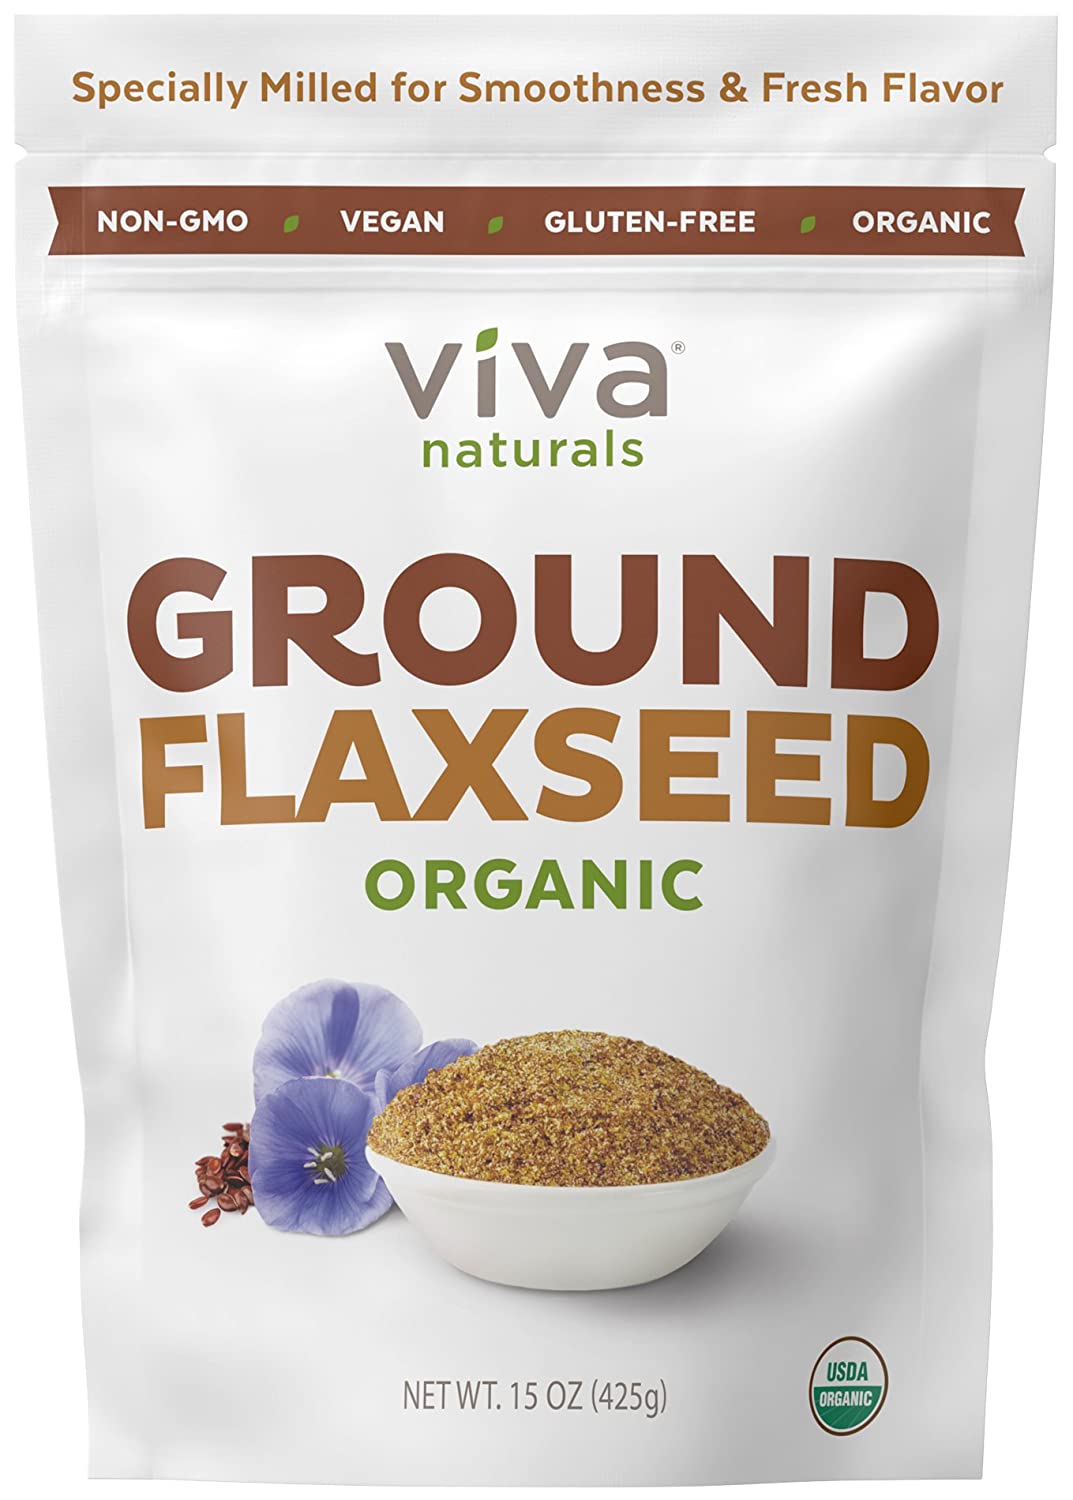 Specially Milled for Smoothness & Fresh Flavor
NON-GMO VEGAN GLUTEN-FREE ORGANIC
viva®
naturals
GROUND
FLAXSEED
ORGANIC
NET WT. 15 OZ (425g)
USDA
ORGANIC